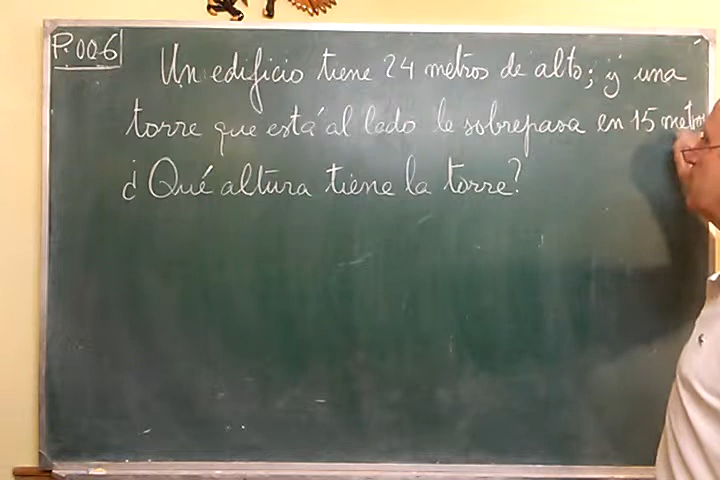 P.006
Un edificio tiene 24 metros de alto; y una
torre que está al lado le sobrepasa en 15 metros
¿Qué altura tiene la torre?